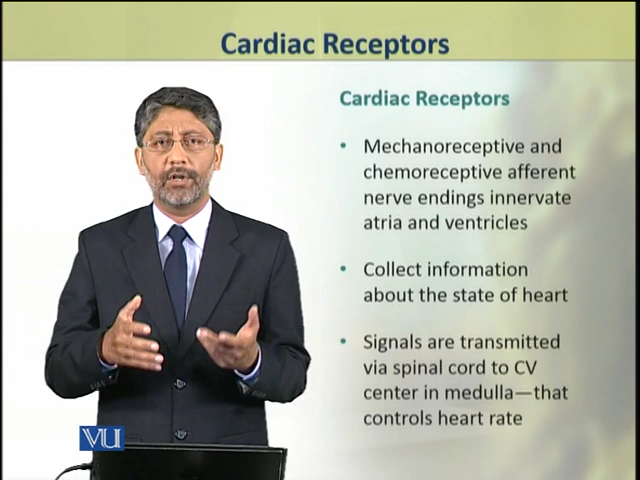 Cardiac Receptors
Cardiac Receptors
• Mechanoreceptive and
chemoreceptive afferent
nerve endings innervate
atria and ventricles
• Collect information
about the state of heart
• Signals are transmitted
via spinal cord to CV
center in medulla—that
controls heart rate
VU